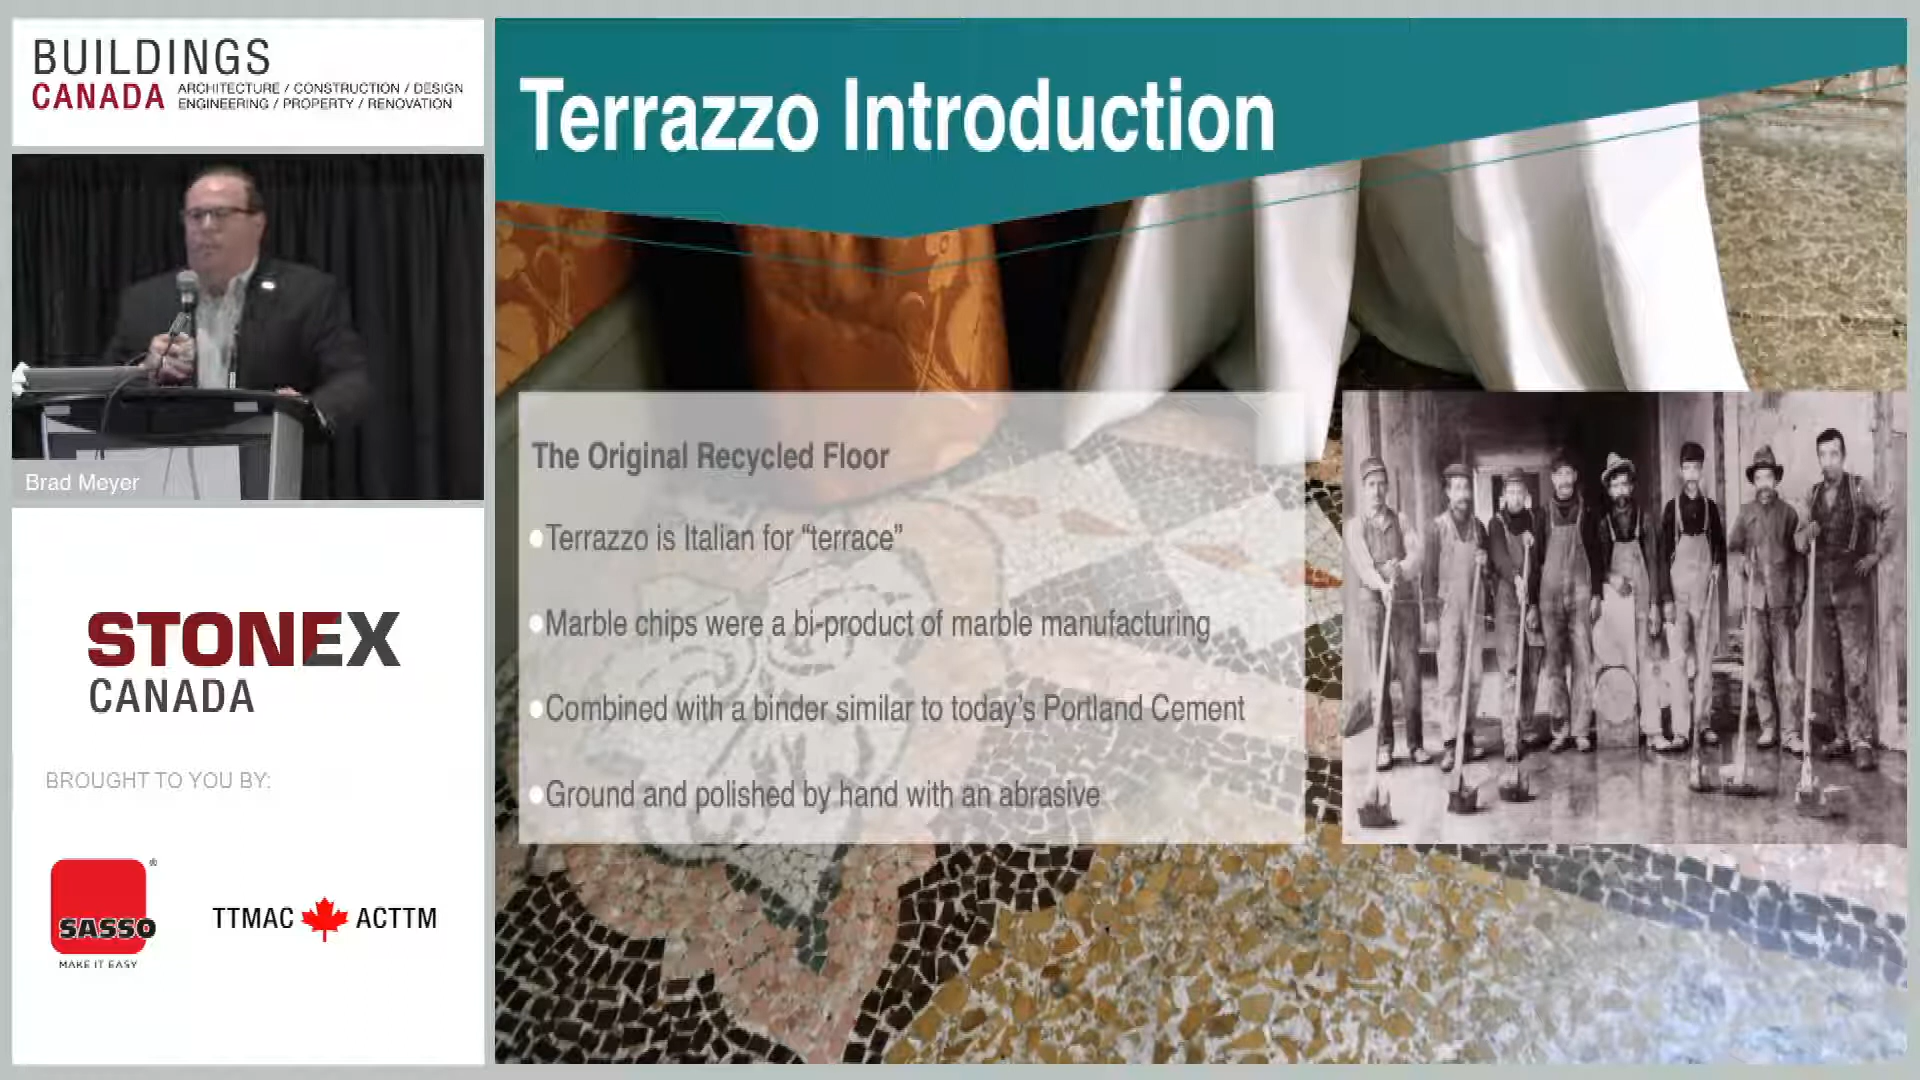 BUILDINGS
CANADA
ARCHITECTURE / CONSTRUCTION / DESIGN
ENGINEERING / PROPERTY / RENOVATION
Brad Meyer
STONEX
CANADA
BROUGHT TO YOU BY:
SASSO
®
MAKE IT EASY
TTMAC ACTTM
Terrazzo Introduction
The Original Recycled Floor
•Terrazzo is Italian for “terrace”
•Marble chips were a bi-product of marble manufacturing
•Combined with a binder similar to today’s Portland Cement
•Ground and polished by hand with an abrasive